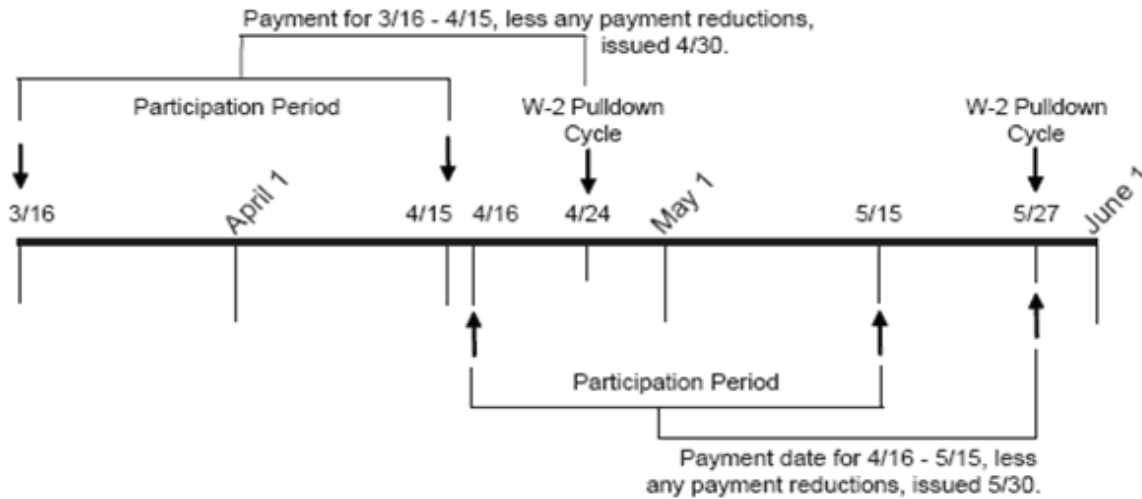 Payment for 3/16 - 4/15, less any payment reductions,
issued 4/30.
Participation Period
W-2 Pulldown
Cycle
W-2 Pulldown
Cycle
3/16
April 1
4/15
4/16
4/24
May 1
5/15
5/27
June 1
Participation Period
Payment date for 4/16 - 5/15, less
any payment reductions, issued 5/30.